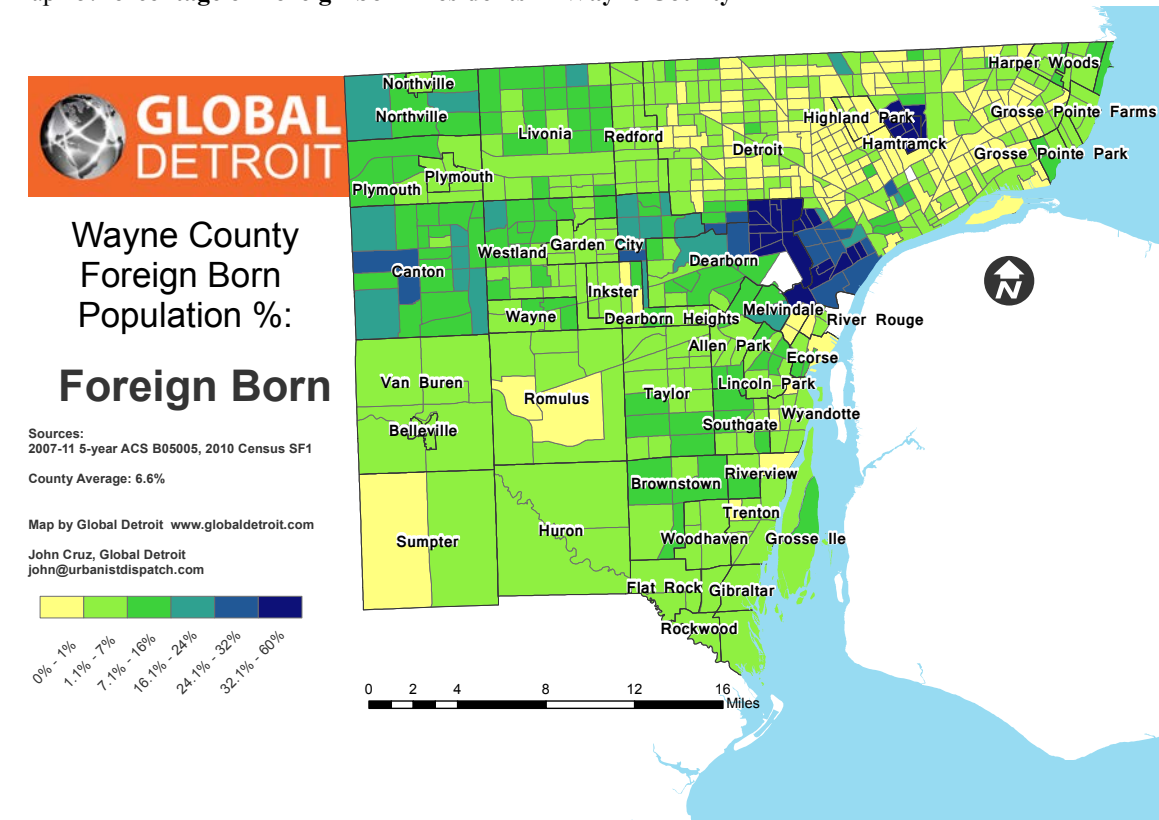 GLOBAL
DETROIT
Wayne County
Foreign Born
Population %:
Foreign Born
Sources:
2007-11 5-year ACS B05005, 2010 Census SF1
County Average: 6.6%
Map by Global Detroit www.globaldetroit.com
John Cruz, Global Detroit
john@urbanistdispatch.com
0% - 1%
1.1% - 7%
7.1% - 16%
16.1% - 24%
24.1% - 32%
32.1% - 60%
Northville
Northville
Livonia
Redford
Plymouth
Plymouth
Detroit
Highland Park
Hamtramck
Harper Woods
Grosse Pointe Farms
Grosse Pointe Park
Canton
Westland
Garden City
Inkster
Wayne
Dearborn
Dearborn Heights
Melvindale
River Rouge
Allen Park
Ecorse
Van Buren
Belleville
Romulus
Taylor
Lincoln Park
Wyandotte
Southgate
Brownstown
Riverview
Trenton
Sumpter
Huron
Woodhaven
Grosse Ile
Flat Rock
Gibraltar
Rockwood
N
0 2 4 8 12 16
Miles